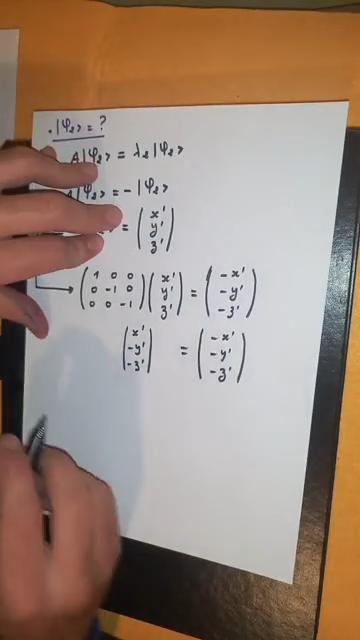 • |φ₂> = ?
A|φ₂> = λ₂|φ₂>
|φ₂> = - |φ₂>
= (x' y' z')
(1 0 0 / 0 -1 0 / 0 0 -1) (x' y' z') = (-x' -y' -z')
(x' -y' -z') = (-x' -y' -z')